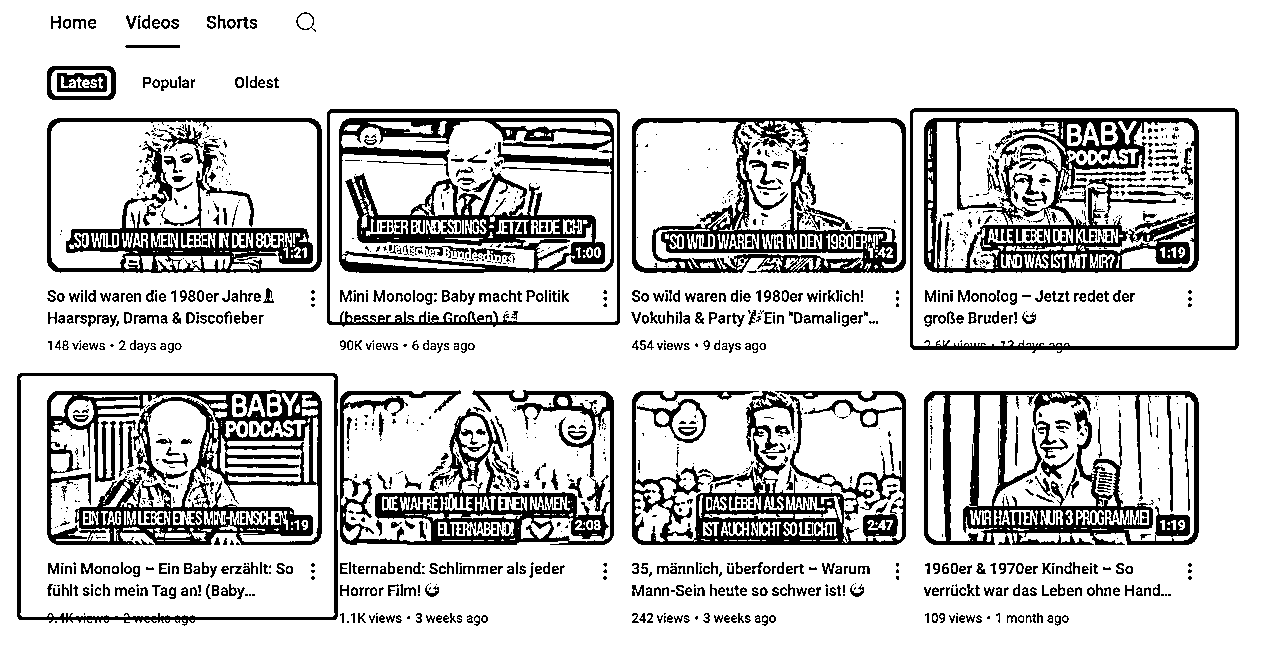 Home Videos Shorts
Latest Popular Oldest
„SO WILD WAR MEIN LEBEN IN DEN 80ERN!"
1:21
„LIEBER BUNDESDINGS - JETZT REDE ICH!"
Deutscher Bundesdings
1:00
"SO WILD WAREN WIR IN DEN 1980ERN!"
1:42
BABY
PODCAST
ALLE LIEBEN DEN KLEINEN
UND WAS IST MIT MIR?
1:19
So wild waren die 1980er Jahre
Haarspray, Drama & Discofieber
148 views • 2 days ago
Mini Monolog: Baby macht Politik
(besser als die Großen)
90K views • 6 days ago
So wild waren die 1980er wirklich!
Vokuhila & Party Ein "Damaliger"...
454 views • 9 days ago
Mini Monolog – Jetzt redet der
große Bruder!
2.6K views • 13 days ago
BABY
PODCAST
EIN TAG IM LEBEN EINES MINI-MENSCHEN
1:19
DIE WAHRE HÖLLE HAT EINEN NAMEN:
ELTERNABEND!
2:08
DAS LEBEN ALS MANN..
IST AUCH NICHT SO LEICHT!
2:47
WIR HATTEN NUR 3 PROGRAMME!
1:19
Mini Monolog – Ein Baby erzählt: So
fühlt sich mein Tag an! (Baby...
9.4K views • 2 weeks ago
Elternabend: Schlimmer als jeder
Horror Film!
1.1K views • 3 weeks ago
35, männlich, überfordert – Warum
Mann-Sein heute so schwer ist!
242 views • 3 weeks ago
1960er & 1970er Kindheit – So
verrückt war das Leben ohne Hand...
109 views • 1 month ago